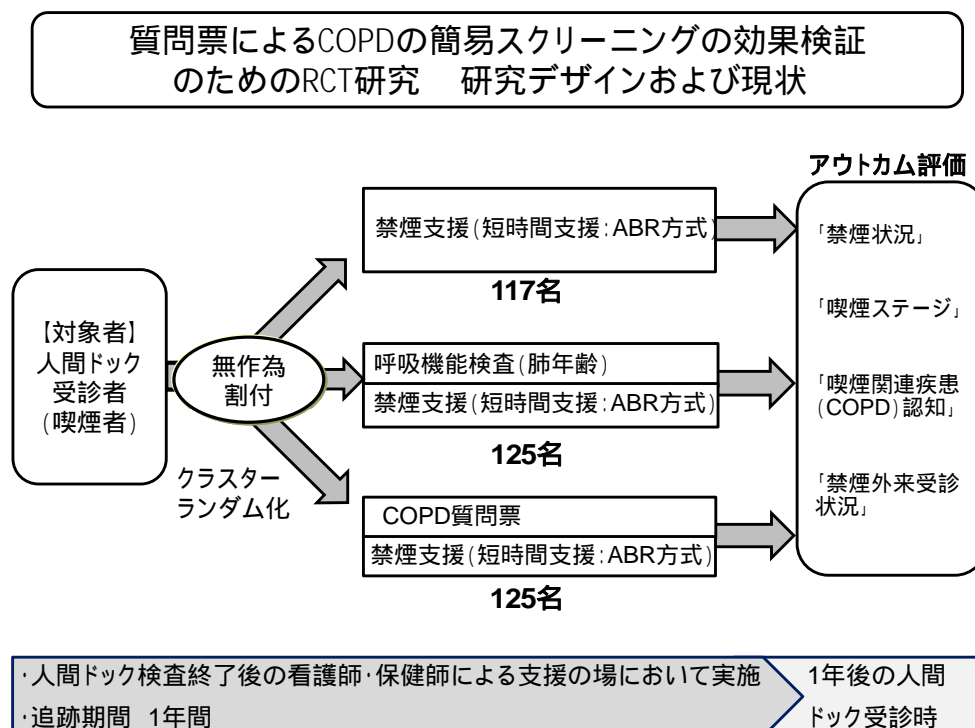 質問票によるCOPDの簡易スクリーニングの効果検証
のためのRCT研究　研究デザインおよび現状
アウトカム評価
【対象者】
人間ドック
受診者
(喫煙者)
無作為
割付
クラスター
ランダム化
禁煙支援(短時間支援:ABR方式)
117名
呼吸機能検査(肺年齢)
禁煙支援(短時間支援:ABR方式)
125名
COPD質問票
禁煙支援(短時間支援:ABR方式)
125名
「禁煙状況」
「喫煙ステージ」
「喫煙関連疾患
(COPD)認知」
「禁煙外来受診
状況」
･人間ドック検査終了後の看護師･保健師による支援の場において実施
･追跡期間 1年間
1年後の人間
ドック受診時